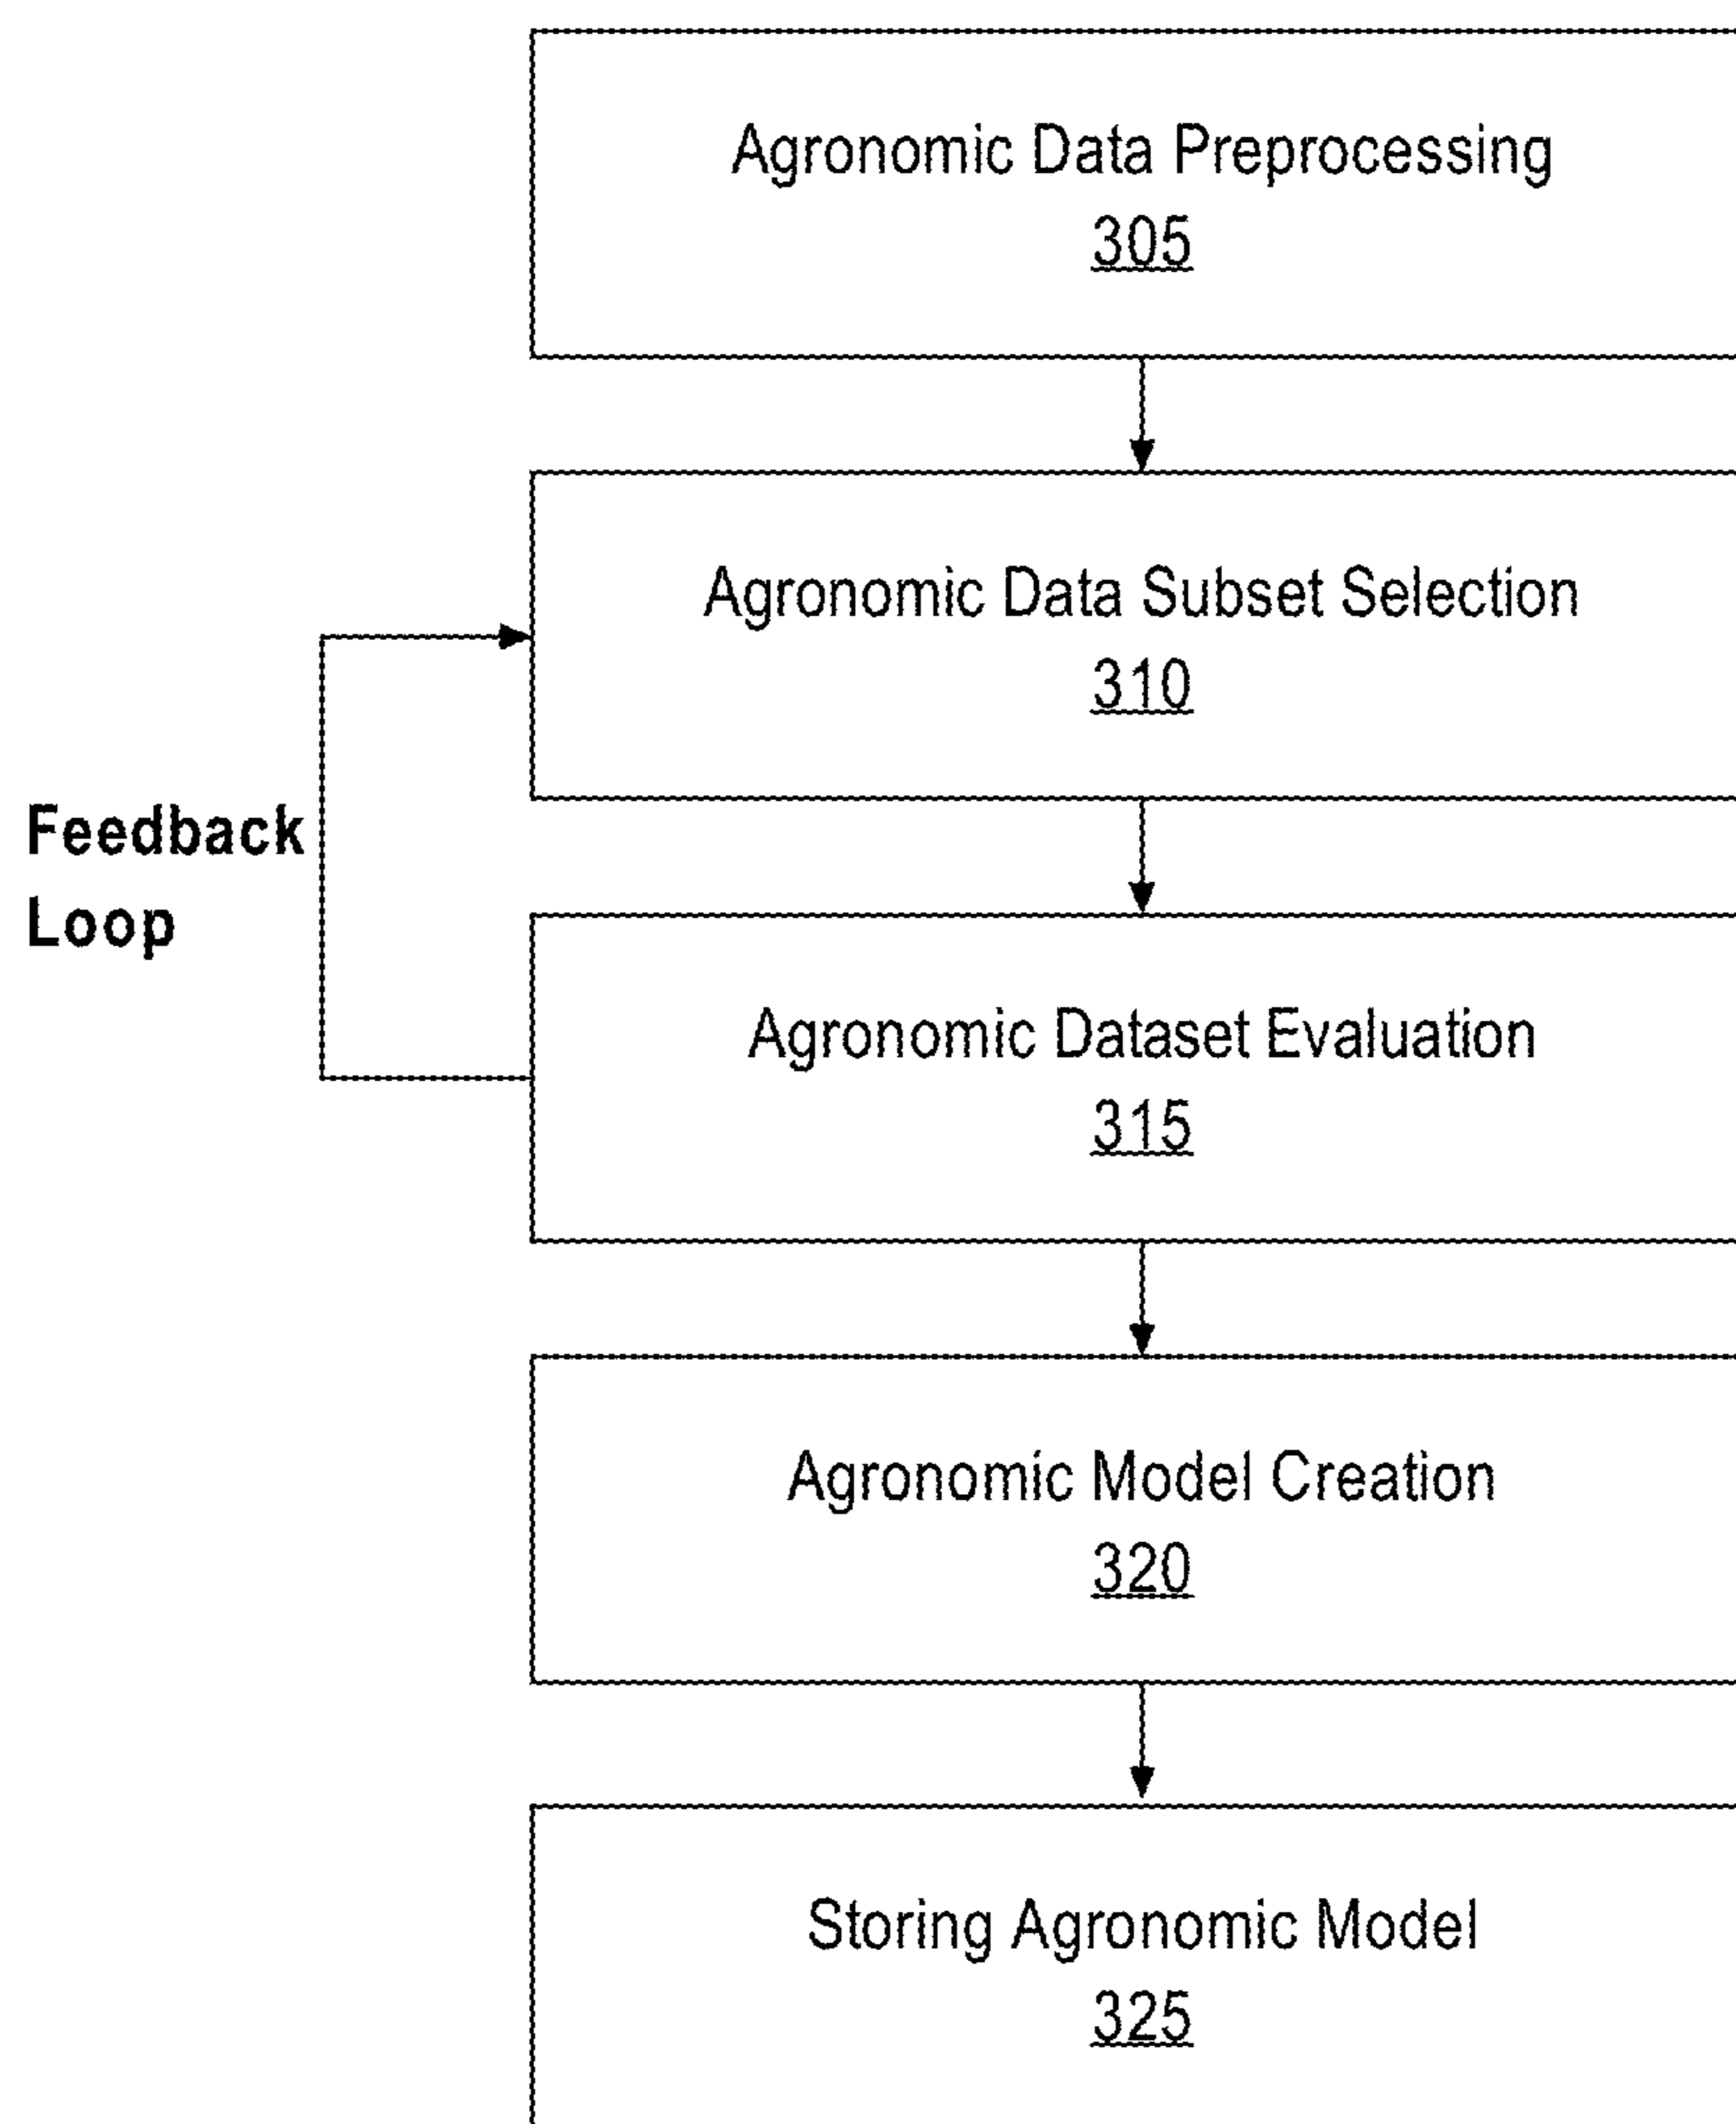 Agronomic Data Preprocessing
305
Agronomic Data Subset Selection
310
Feedback
Loop
Agronomic Dataset Evaluation
315
Agronomic Model Creation
320
Storing Agronomic Model
325